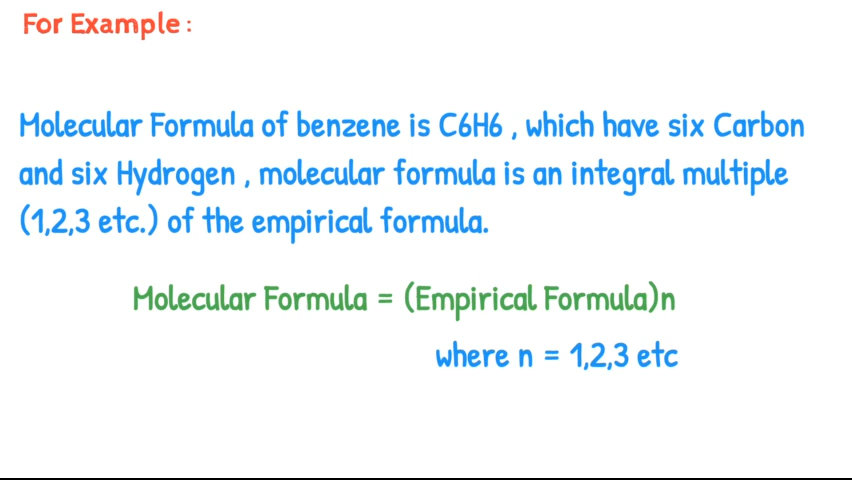 For Example :
Molecular Formula of benzene is C6H6 , which have six Carbon
and six Hydrogen , molecular formula is an integral multiple
(1,2,3 etc.) of the empirical formula.
Molecular Formula = (Empirical Formula)n
where n = 1,2,3 etc